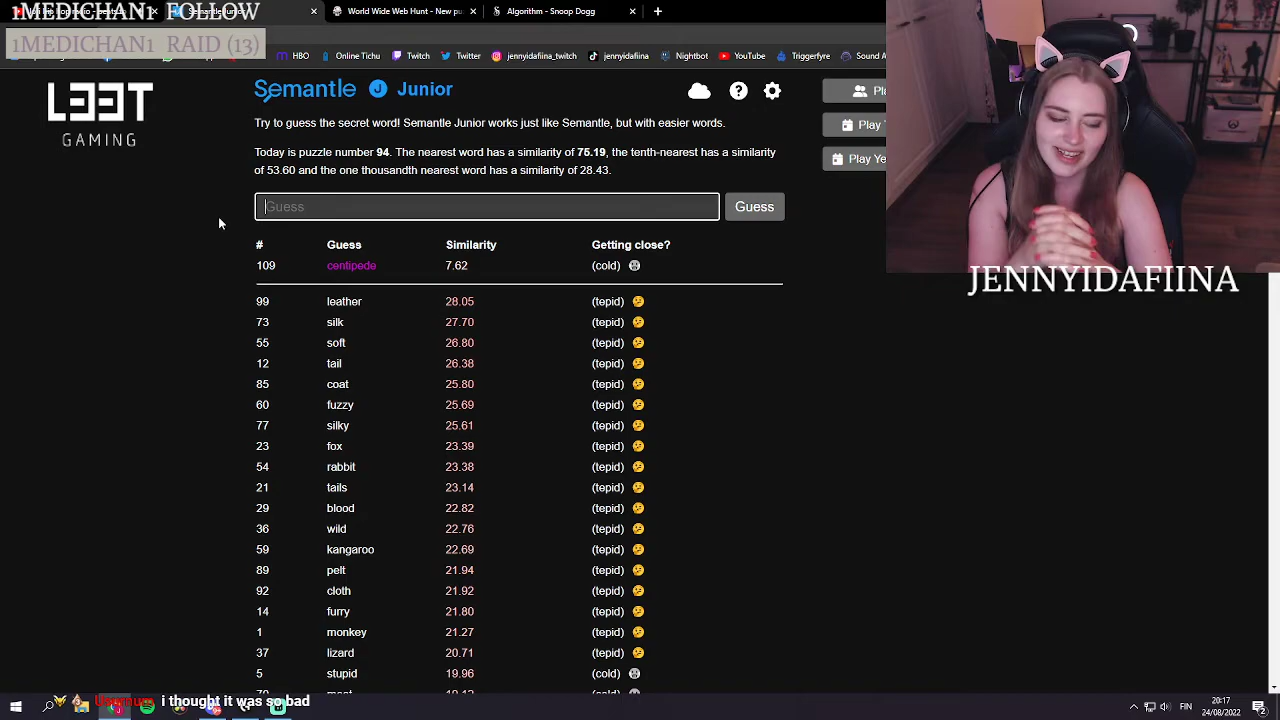 1MEDICHAN1 FOLLOW
1MEDICHAN1 RAID (13)
World Wide Web Hunt - New pu
Algorithm - Snoop Dogg
HBO
Online Tichu
Twitch
Twitter
jennyidafiina_twitch
jennyidafiina
Youtube
Triggerfyre
Sound A
L33T
GAMING
Semantle J Junior
Try to guess the secret word! Semantle Junior works just like Semantle, but with easier words.
Today is puzzle number 94. The nearest word has a similarity of 75.19, the tenth-nearest has a similarity
of 53.60 and the one thousandth nearest word has a similarity of 28.43.
Guess
Guess
Play Ye
# Guess Similarity Getting close?
109 centipede 7.62 (cold)
99 leather 28.05 (tepid)
73 silk 27.70 (tepid)
55 soft 26.80 (tepid)
12 tail 26.38 (tepid)
85 coat 25.80 (tepid)
60 fuzzy 25.69 (tepid)
77 silky 25.61 (tepid)
23 fox 23.39 (tepid)
54 rabbit 23.38 (tepid)
21 tails 23.14 (tepid)
29 blood 22.82 (tepid)
36 wild 22.76 (tepid)
59 kangaroo 22.69 (tepid)
89 pelt 21.94 (tepid)
92 cloth 21.92 (tepid)
14 furry 21.80 (tepid)
1 monkey 21.27 (tepid)
37 lizard 20.71 (tepid)
5 stupid 19.96 (cold)
JENNYIDAFIINA
Usurnum i thought it was so bad
FIN
20:17
24/08/2022